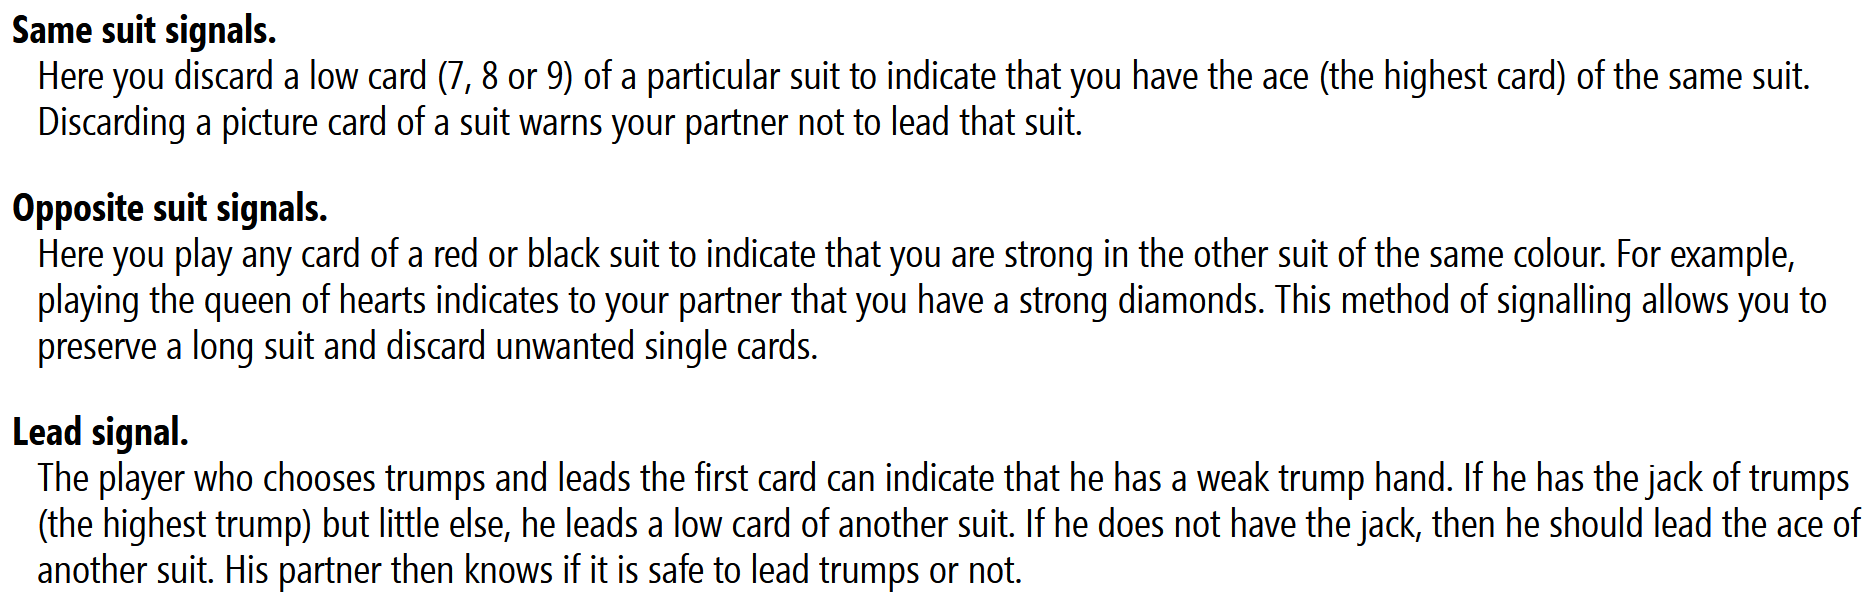 Same suit signals.
Here you discard a low card (7, 8 or 9) of a particular suit to indicate that you have the ace (the highest card) of the same suit.
Discarding a picture card of a suit warns your partner not to lead that suit.
Opposite suit signals.
Here you play any card of a red or black suit to indicate that you are strong in the other suit of the same colour. For example,
playing the queen of hearts indicates to your partner that you have a strong diamonds. This method of signalling allows you to
preserve a long suit and discard unwanted single cards.
Lead signal.
The player who chooses trumps and leads the first card can indicate that he has a weak trump hand. If he has the jack of trumps
(the highest trump) but little else, he leads a low card of another suit. If he does not have the jack, then he should lead the ace of
another suit. His partner then knows if it is safe to lead trumps or not.